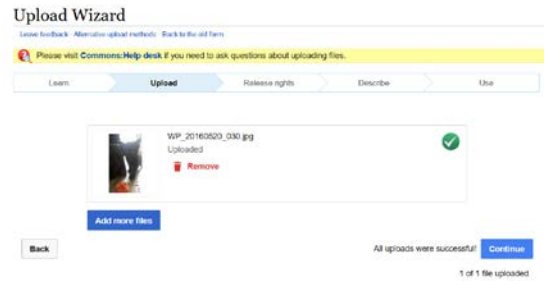 Upload Wizard
Leave feedback · Alternative upload methods · Back to the old form
Please visit Commons:Help desk if you need to ask questions about uploading files.
Learn Upload Release rights Describe Use
WP_20160820_030.jpg
Uploaded
Remove
Add more files
Back All uploads were successful! Continue
1 of 1 file uploaded